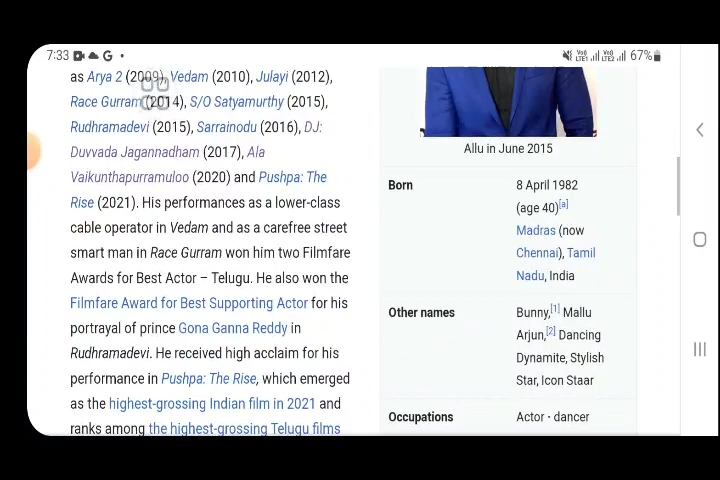 7:33 G • 67%
as Arya 2 (2009), Vedam (2010), Julayi (2012),
Race Gurram (2014), S/O Satyamurthy (2015),
Rudhramadevi (2015), Sarrainodu (2016), DJ:
Duvvada Jagannadham (2017), Ala
Vaikunthapurramuloo (2020) and Pushpa: The
Rise (2021). His performances as a lower-class
cable operator in Vedam and as a carefree street
smart man in Race Gurram won him two Filmfare
Awards for Best Actor – Telugu. He also won the
Filmfare Award for Best Supporting Actor for his
portrayal of prince Gona Ganna Reddy in
Rudhramadevi. He received high acclaim for his
performance in Pushpa: The Rise, which emerged
as the highest-grossing Indian film in 2021 and
ranks among the highest-grossing Telugu films
Allu in June 2015
Born
8 April 1982
(age 40)[a]
Madras (now
Chennai), Tamil
Nadu, India
Other names
Bunny,[1] Mallu
Arjun,[2] Dancing
Dynamite, Stylish
Star, Icon Staar
Occupations
Actor · dancer